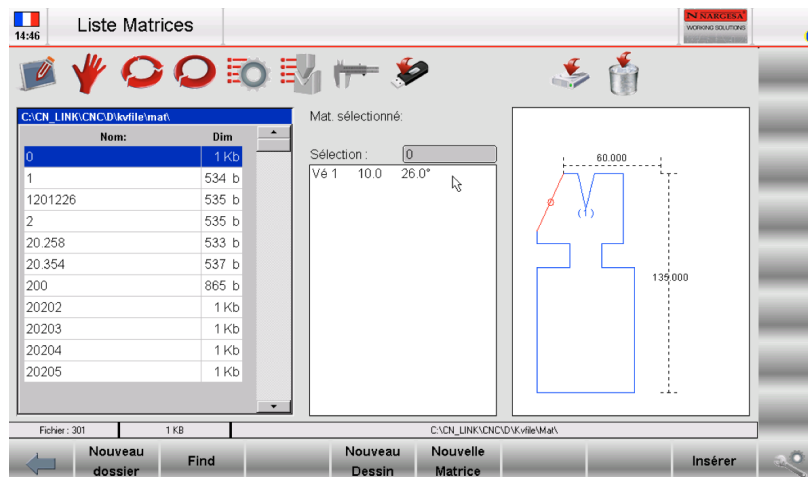 14:46
Liste Matrices
NARGESA
WORKING SOLUTIONS
C:\CN_LINK\CNC\D\kvfile\mat\
Nom: Dim
0 1 Kb
1 534 b
1201226 535 b
2 535 b
20.258 533 b
20.354 537 b
200 865 b
20202 1 Kb
20203 1 Kb
20204 1 Kb
20205 1 Kb
Mat. sélectionné:
Sélection : 0
Vé 1 10.0 26.0°
60.000
(1)
139.000
Fichier : 301 1 KB C:\CN_LINK\CNC\D\Kvfile\Mat\
Nouveau dossier
Find
Nouveau Dessin
Nouvelle Matrice
Insérer